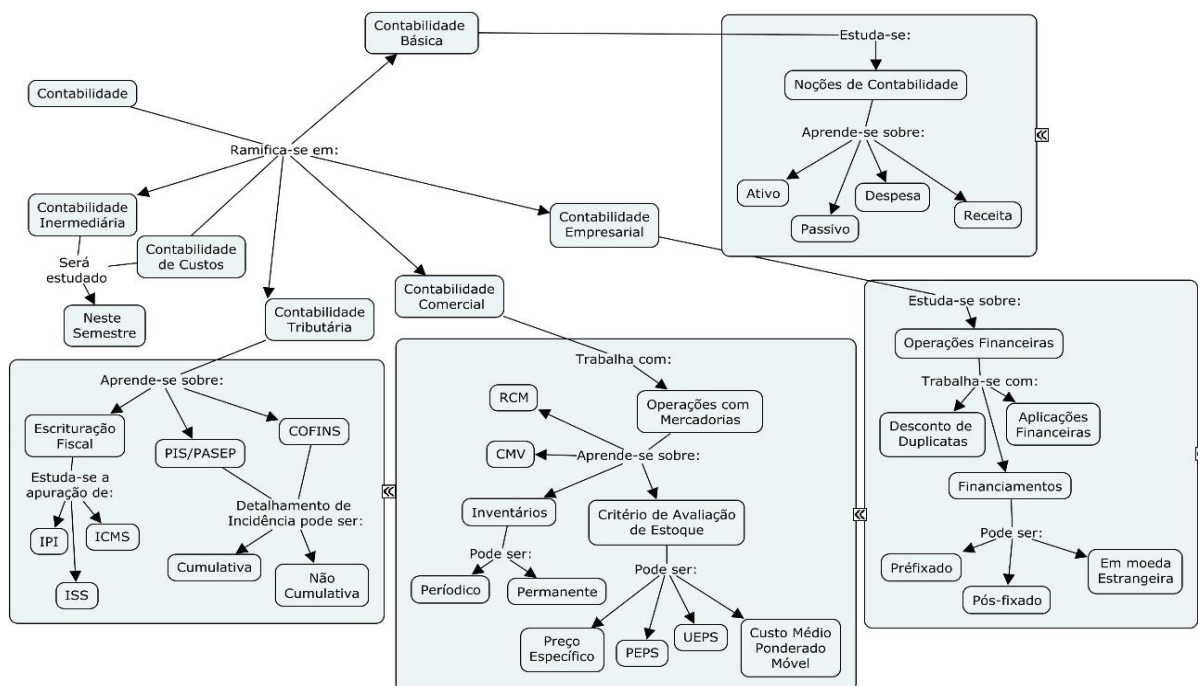 Contabilidade
Básica
Estuda-se:
Noções de Contabilidade
Aprende-se sobre:
Ativo
Passivo
Despesa
Receita
Contabilidade
Ramifica-se em:
Contabilidade
Inermediária
Será
estudado
Neste
Semestre
Contabilidade
de Custos
Contabilidade
Tributária
Contabilidade
Comercial
Contabilidade
Empresarial
Aprende-se sobre:
Escrituração
Fiscal
PIS/PASEP
COFINS
Estuda-se a
apuração de:
IPI
ICMS
ISS
Detalhamento de
Incidência pode ser:
Cumulativa
Não
Cumulativa
Trabalha com:
Operações com
Mercadorias
RCM
CMV
Aprende-se sobre:
Inventários
Critério de Avaliação
de Estoque
Pode ser:
Periódico
Permanente
Pode ser:
Preço
Específico
PEPS
UEPS
Custo Médio
Ponderado
Móvel
Estuda-se sobre:
Operações Financeiras
Trabalha-se com:
Desconto de
Duplicatas
Aplicações
Financeiras
Financiamentos
Pode ser:
Préfixado
Pós-fixado
Em moeda
Estrangeira